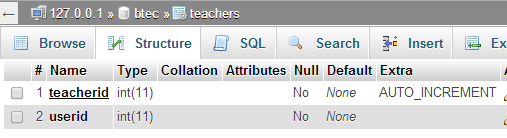 127.0.0.1 » btec » teachers
Browse Structure SQL Search Insert Ex
# Name Type Collation Attributes Null Default Extra
1 teacherid int(11) No None AUTO_INCREMENT
2 userid int(11) No None